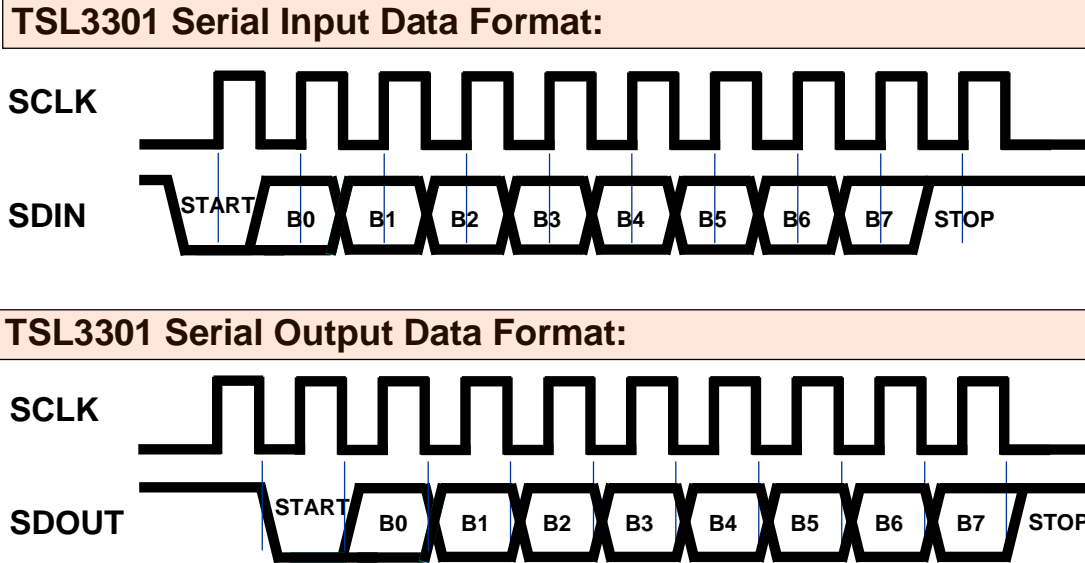 TSL3301 Serial Input Data Format:
SCLK
SDIN
START B0 B1 B2 B3 B4 B5 B6 B7 STOP
TSL3301 Serial Output Data Format:
SCLK
SDOUT
START B0 B1 B2 B3 B4 B5 B6 B7 STOP